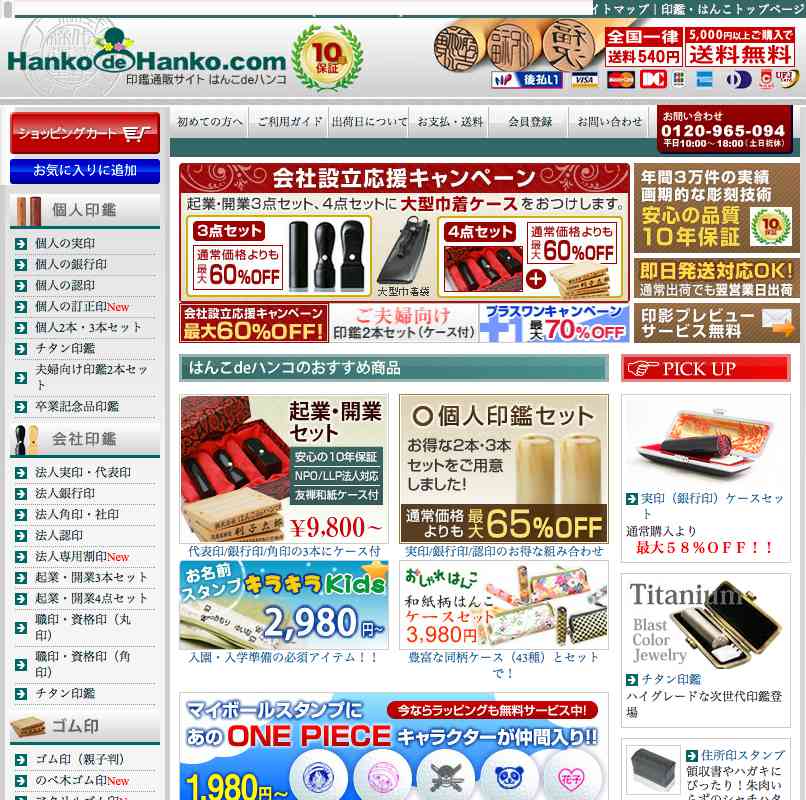 イトマップ | 印鑑・はんこトップページ
Hanko de Hanko.com
印鑑通販サイト はんこdeハンコ
10年
保証
全国一律
送料540円
5,000円以上ご購入で
送料無料
後払い
VISA
MasterCard
DC
JCB
UFJ Card
ショッピングカート
お気に入りに追加
初めての方へ
ご利用ガイド
出荷日について
お支払・送料
会員登録
お問い合わせ
お問い合わせ
0120-965-094
平日10:00～18:00(土日祝休)
個人印鑑
個人の実印
個人の銀行印
個人の認印
個人の訂正印New
個人2本・3本セット
チタン印鑑
夫婦向け印鑑2本セッ
ト
卒業記念品印鑑
会社印鑑
法人実印・代表印
法人銀行印
法人角印・社印
法人認印
法人専用割印New
起業・開業3本セット
起業・開業4点セット
職印・資格印（丸
印）
職印・資格印（角
印）
チタン印鑑
ゴム印
ゴム印（親子判）
のべ木ゴム印New
会社設立応援キャンペーン
起業・開業3点セット、4点セットに大型巾着ケースをおつけします。
3点セット
通常価格よりも
最大60%OFF
大型巾着袋
4点セット
通常価格よりも
最大60%OFF
会社設立応援キャンペーン
最大60%OFF!
ご夫婦向け
印鑑2本セット(ケース付)
プラスワンキャンペーン
+1 最大70%OFF
年間3万件の実績
画期的な彫刻技術
安心の品質
10年保証
10年
保証
即日発送対応OK!
通常出荷でも翌営業日出荷
印影プレビュー
サービス無料
はんこdeハンコのおすすめ商品
起業・開業
セット
安心の10年保証
NPO/LLP法人対応
友禅和紙ケース付
¥9,800～
代表印/銀行印/角印の3本にケース付
個人印鑑セット
お得な2本・3本
セットをご用意
しました!
通常価格
よりも 最大65%OFF
実印/銀行印/認印のお得な組み合わせ
お名前
スタンプ キラキラKids
2,980円～
入園・入学準備の必須アイテム！！
おしゃれはんこ
和紙柄はんこ
ケースセット
3,980円～
豊富な同柄ケース（43種）とセット
で！
マイボールスタンプに 今ならラッピングも無料サービス中!
あの ONE PIECE キャラクターが仲間入り!!
1,980円～
花子
PICK UP
実印（銀行印）ケースセッ
ト
通常購入より
最大５８％ＯＦＦ！！
Titanium
Blast
Color
Jewelry
チタン印鑑
ハイグレードな次世代印鑑登
場
住所印スタンプ
領収書やハガキに
ぴったり！朱肉い
らずのシャチハタ